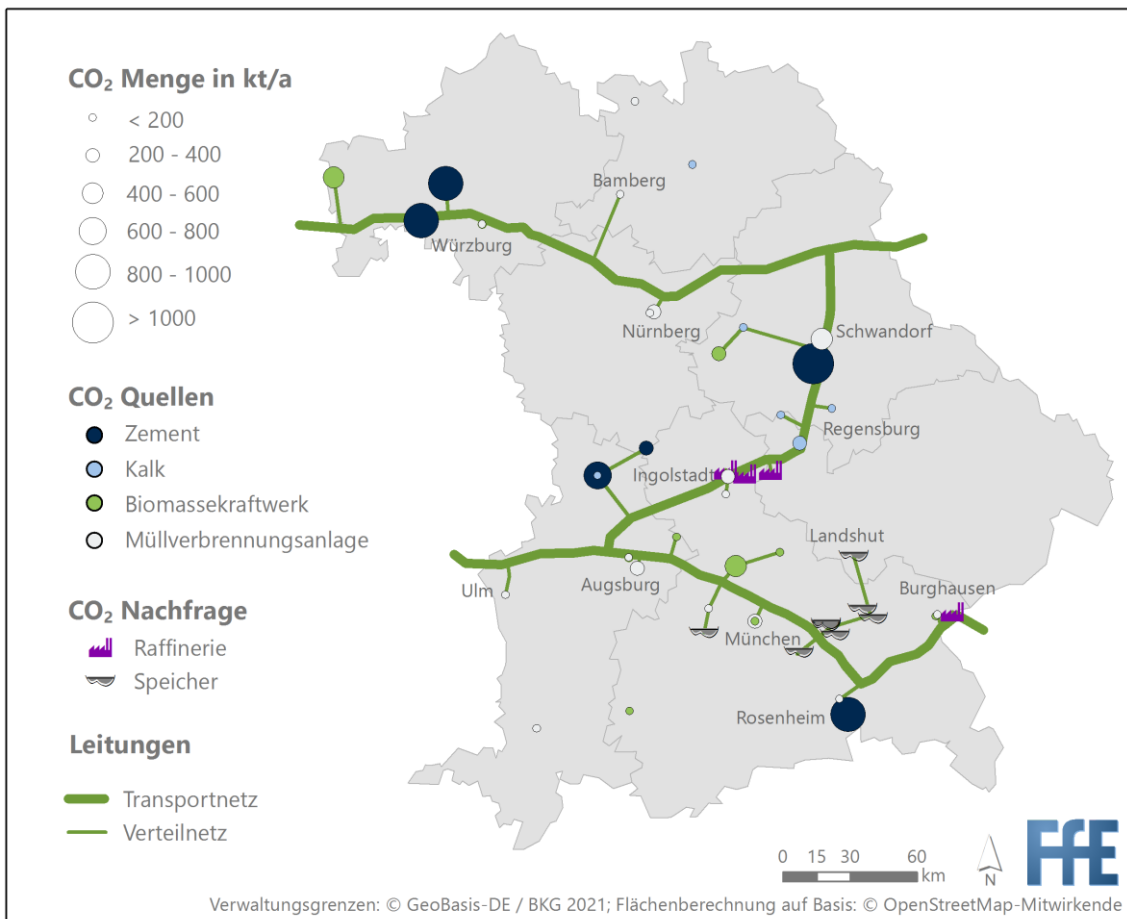 CO₂ Menge in kt/a
< 200
200 - 400
400 - 600
600 - 800
800 - 1000
> 1000
CO₂ Quellen
Zement
Kalk
Biomassekraftwerk
Müllverbrennungsanlage
CO₂ Nachfrage
Raffinerie
Speicher
Leitungen
Transportnetz
Verteilnetz
Bamberg
Würzburg
Nürnberg
Schwandorf
Regensburg
Ingolstadt
Landshut
Ulm
Augsburg
Burghausen
München
Rosenheim
0 15 30 60
km
N
FfE
Verwaltungsgrenzen: © GeoBasis-DE / BKG 2021; Flächenberechnung auf Basis: © OpenStreetMap-Mitwirkende